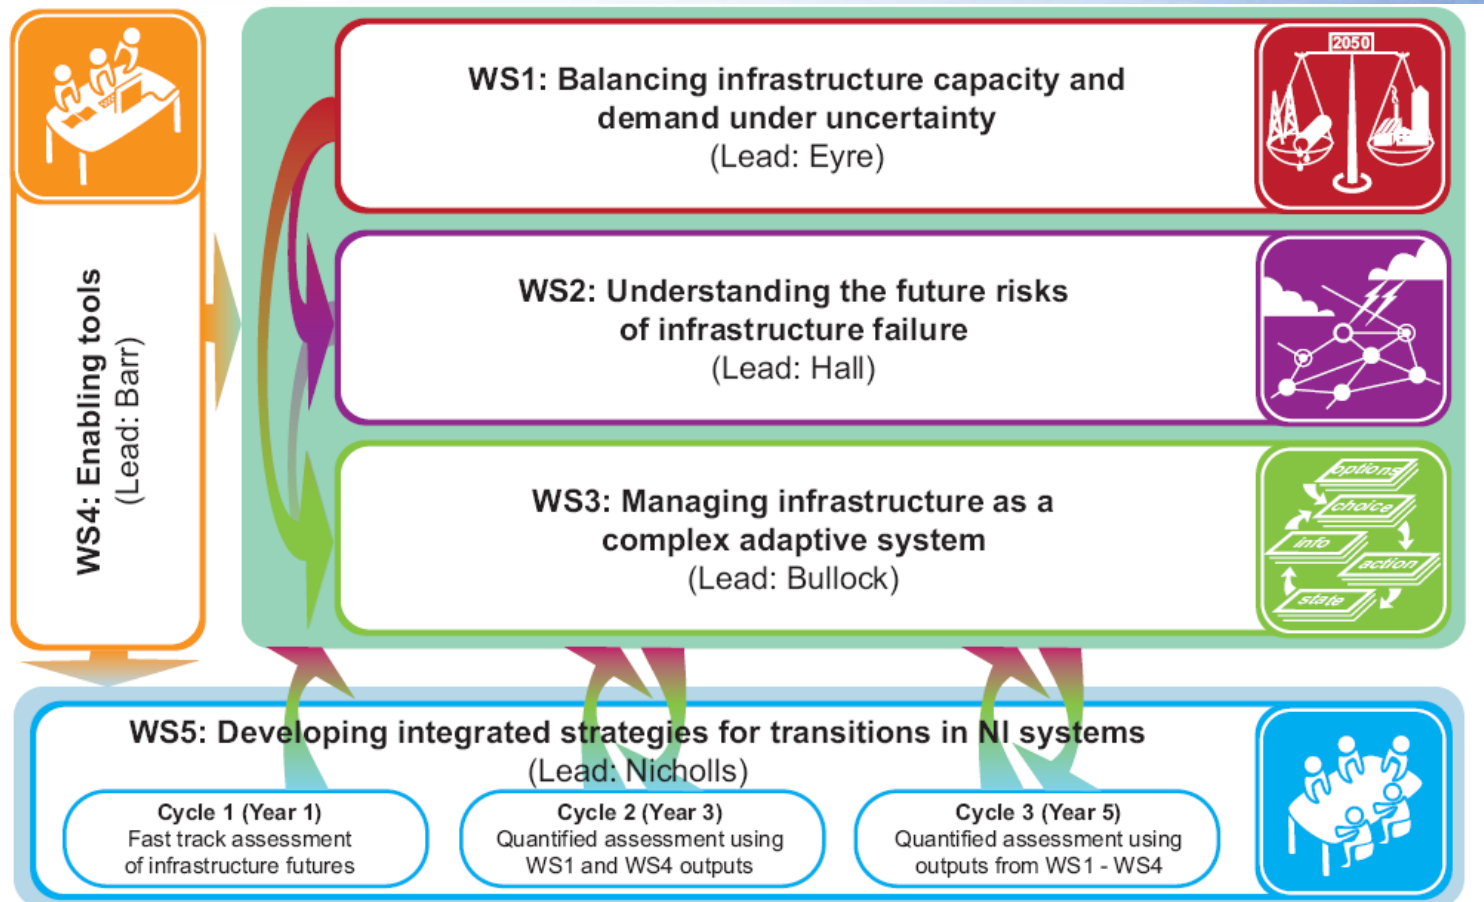 WS4: Enabling tools
(Lead: Barr)
2050
WS1: Balancing infrastructure capacity and
demand under uncertainty
(Lead: Eyre)
WS2: Understanding the future risks
of infrastructure failure
(Lead: Hall)
WS3: Managing infrastructure as a
complex adaptive system
(Lead: Bullock)
options
choice
info
action
state
WS5: Developing integrated strategies for transitions in NI systems
(Lead: Nicholls)
Cycle 1 (Year 1)
Fast track assessment
of infrastructure futures
Cycle 2 (Year 3)
Quantified assessment using
WS1 and WS4 outputs
Cycle 3 (Year 5)
Quantified assessment using
outputs from WS1 - WS4